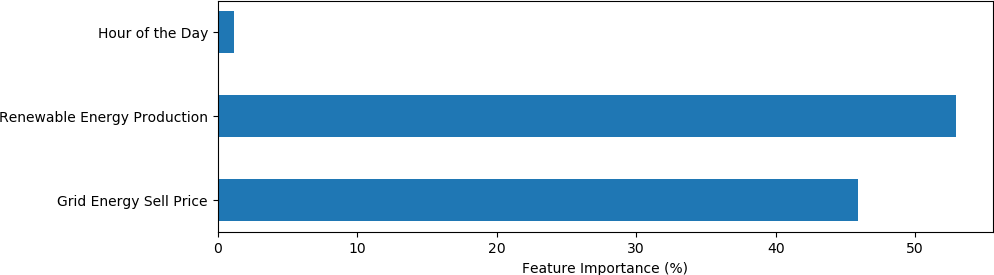 Hour of the Day
Renewable Energy Production
Grid Energy Sell Price
0 10 20 30 40 50
Feature Importance (%)